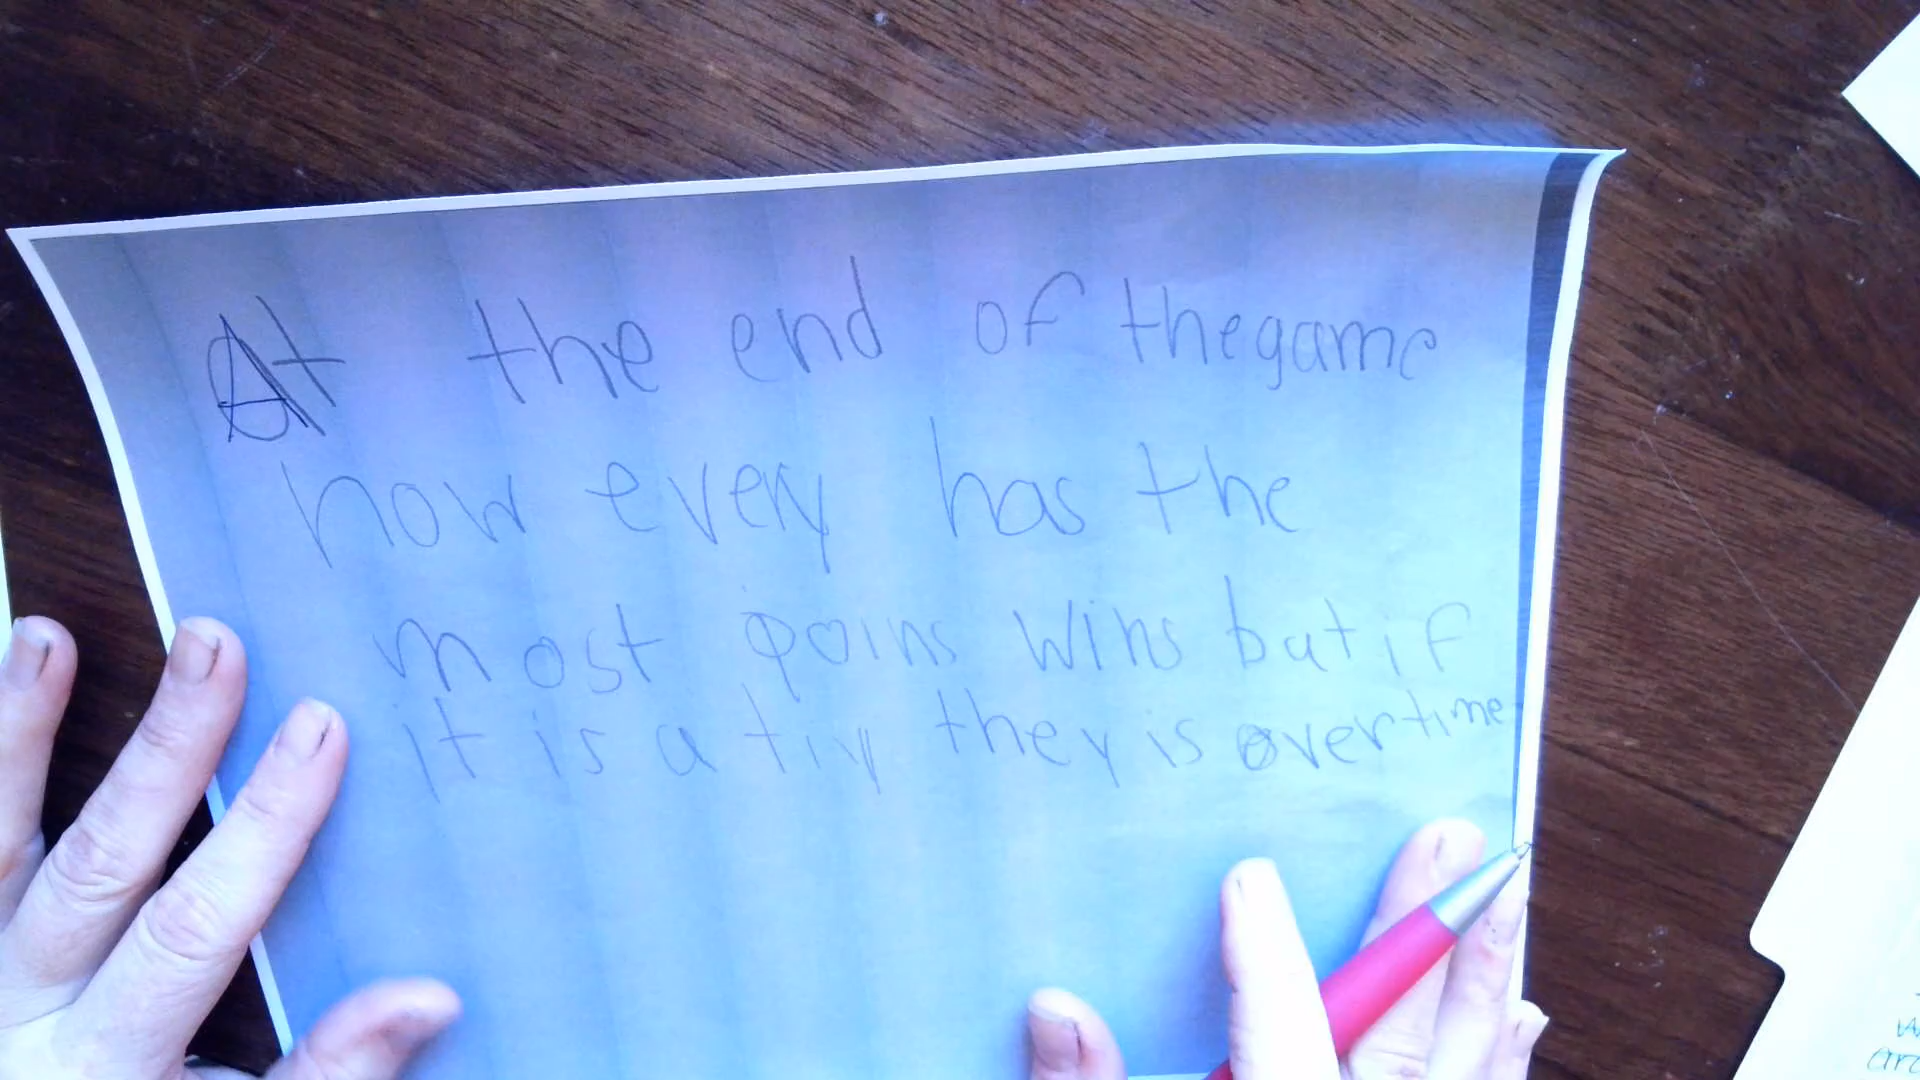 At the end of thegame
how every has the
most poins wins but if
it is a tiy they is overtime